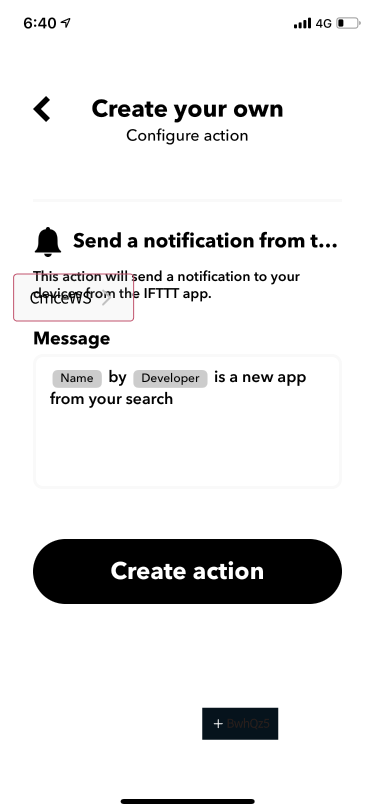 6:40
4G
Create your own
Configure action
Send a notification from t...
This action will send a notification to your
devices from the IFTTT app.
CmceWS
Message
Name by Developer is a new app
from your search
Create action
+ BwhQz5